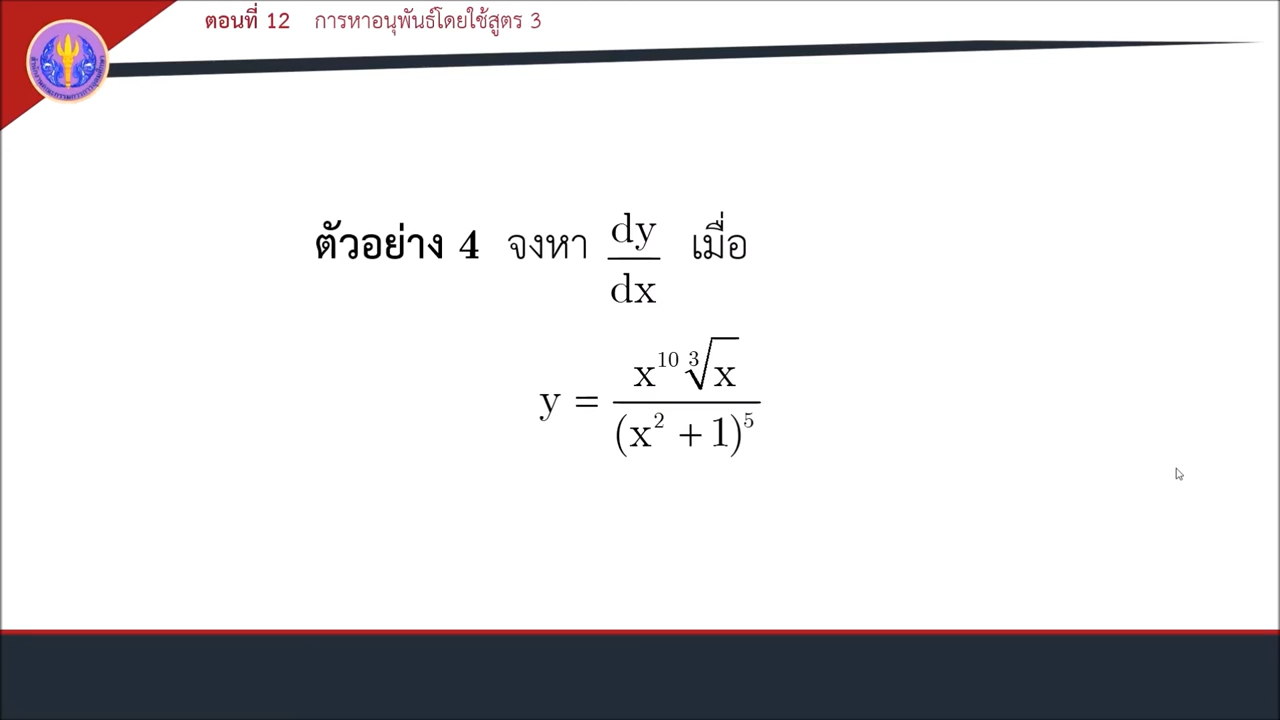 ตอนที่ 12 การหาอนุพันธ์โดยใช้สูตร 3
ตัวอย่าง 4 จงหา dy/dx เมื่อ
y = x¹⁰ ∛x / (x² + 1)⁵